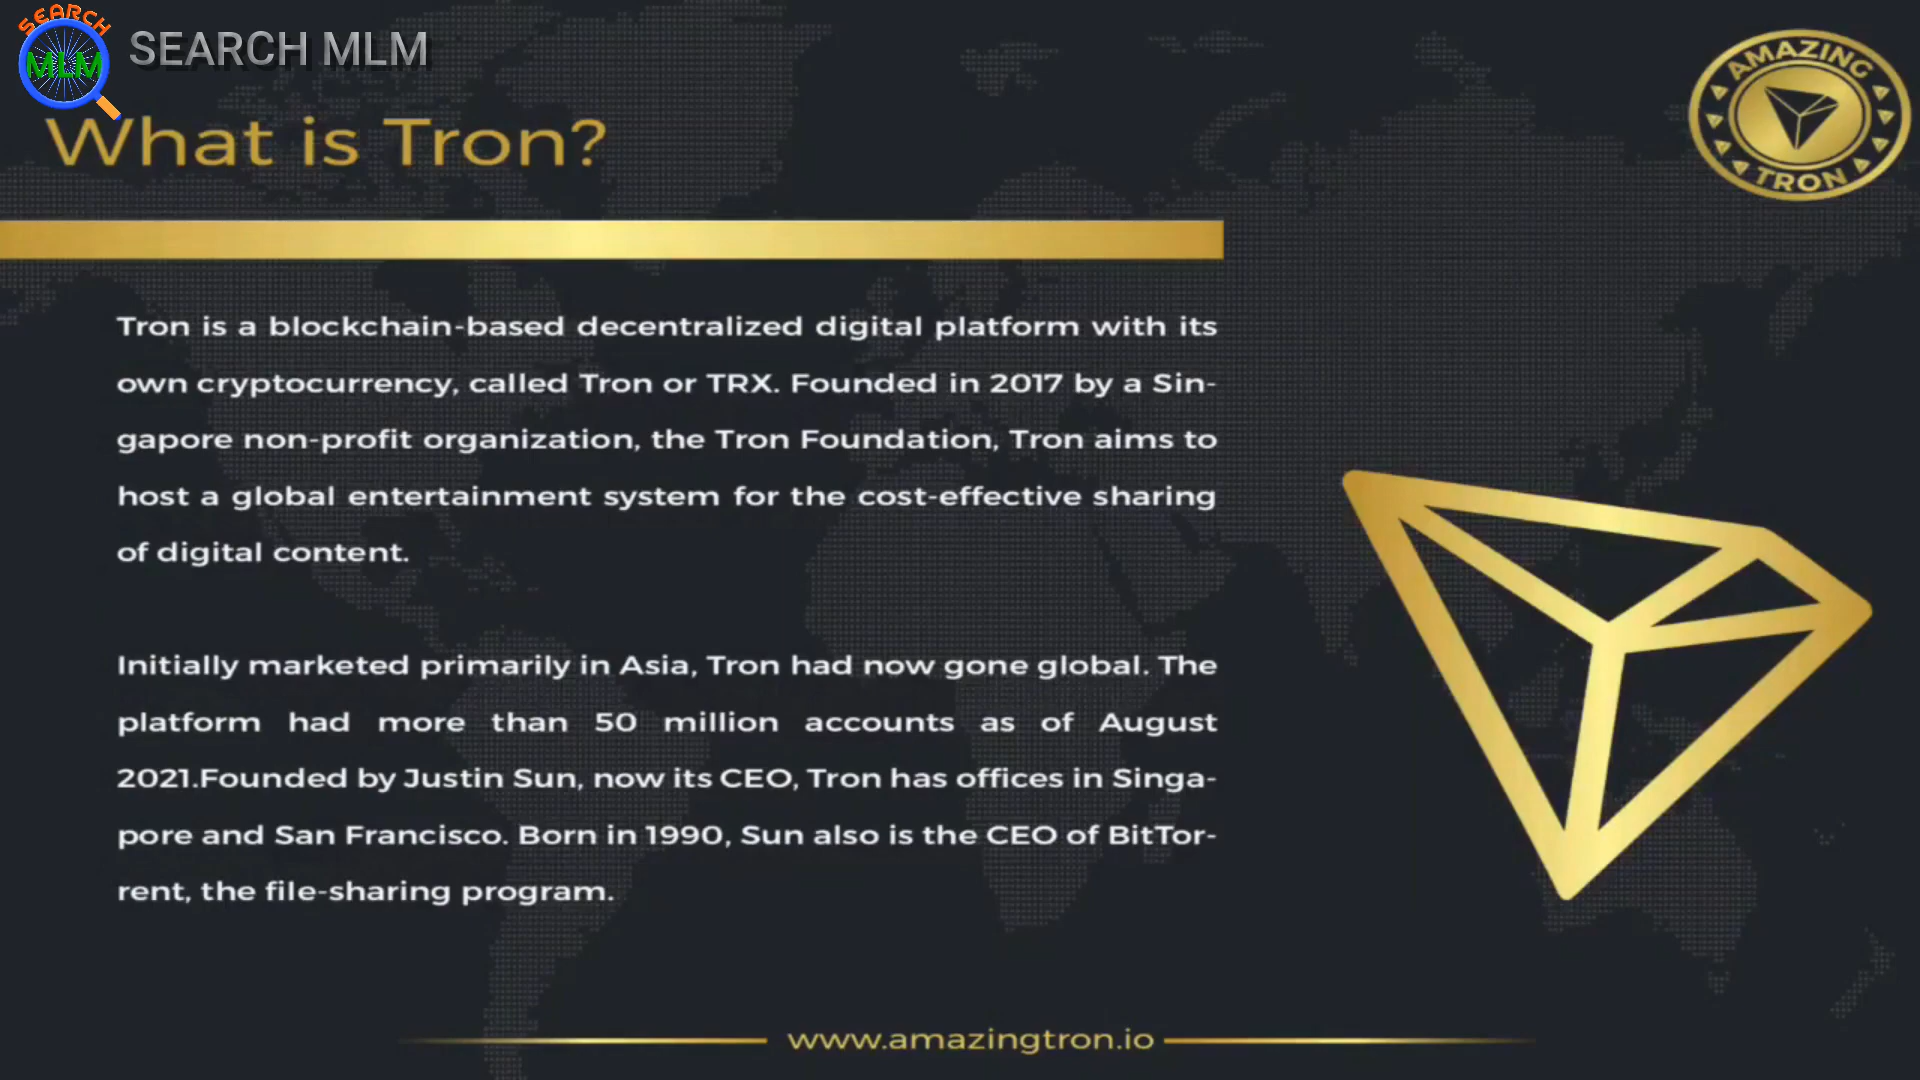 SEARCH
MLM
SEARCH MLM
AMAZING
TRON
What is Tron?
Tron is a blockchain-based decentralized digital platform with its
own cryptocurrency, called Tron or TRX. Founded in 2017 by a Sin-
gapore non-profit organization, the Tron Foundation, Tron aims to
host a global entertainment system for the cost-effective sharing
of digital content.
Initially marketed primarily in Asia, Tron had now gone global. The
platform had more than 50 million accounts as of August
2021.Founded by Justin Sun, now its CEO, Tron has offices in Singa-
pore and San Francisco. Born in 1990, Sun also is the CEO of BitTor-
rent, the file-sharing program.
www.amazingtron.io